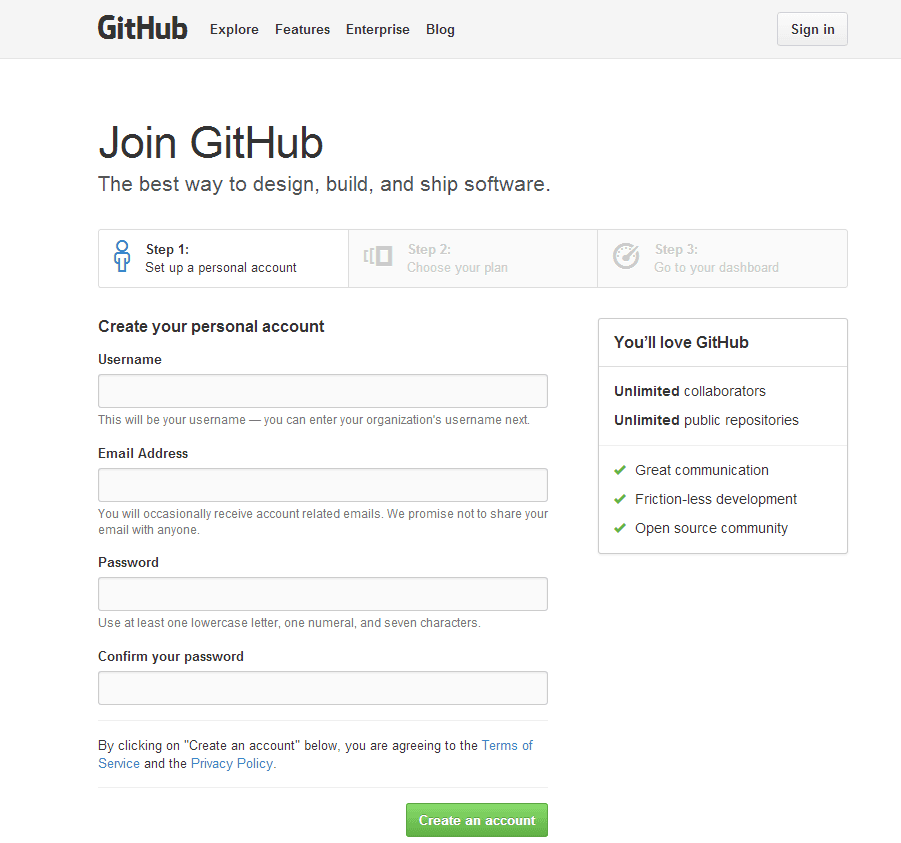 GitHub Explore Features Enterprise Blog Sign in
Join GitHub
The best way to design, build, and ship software.
Step 1:
Set up a personal account
Step 2:
Choose your plan
Step 3:
Go to your dashboard
Create your personal account
Username
This will be your username — you can enter your organization's username next.
Email Address
You will occasionally receive account related emails. We promise not to share your
email with anyone.
Password
Use at least one lowercase letter, one numeral, and seven characters.
Confirm your password
By clicking on "Create an account" below, you are agreeing to the Terms of
Service and the Privacy Policy.
Create an account
You’ll love GitHub
Unlimited collaborators
Unlimited public repositories
Great communication
Friction-less development
Open source community